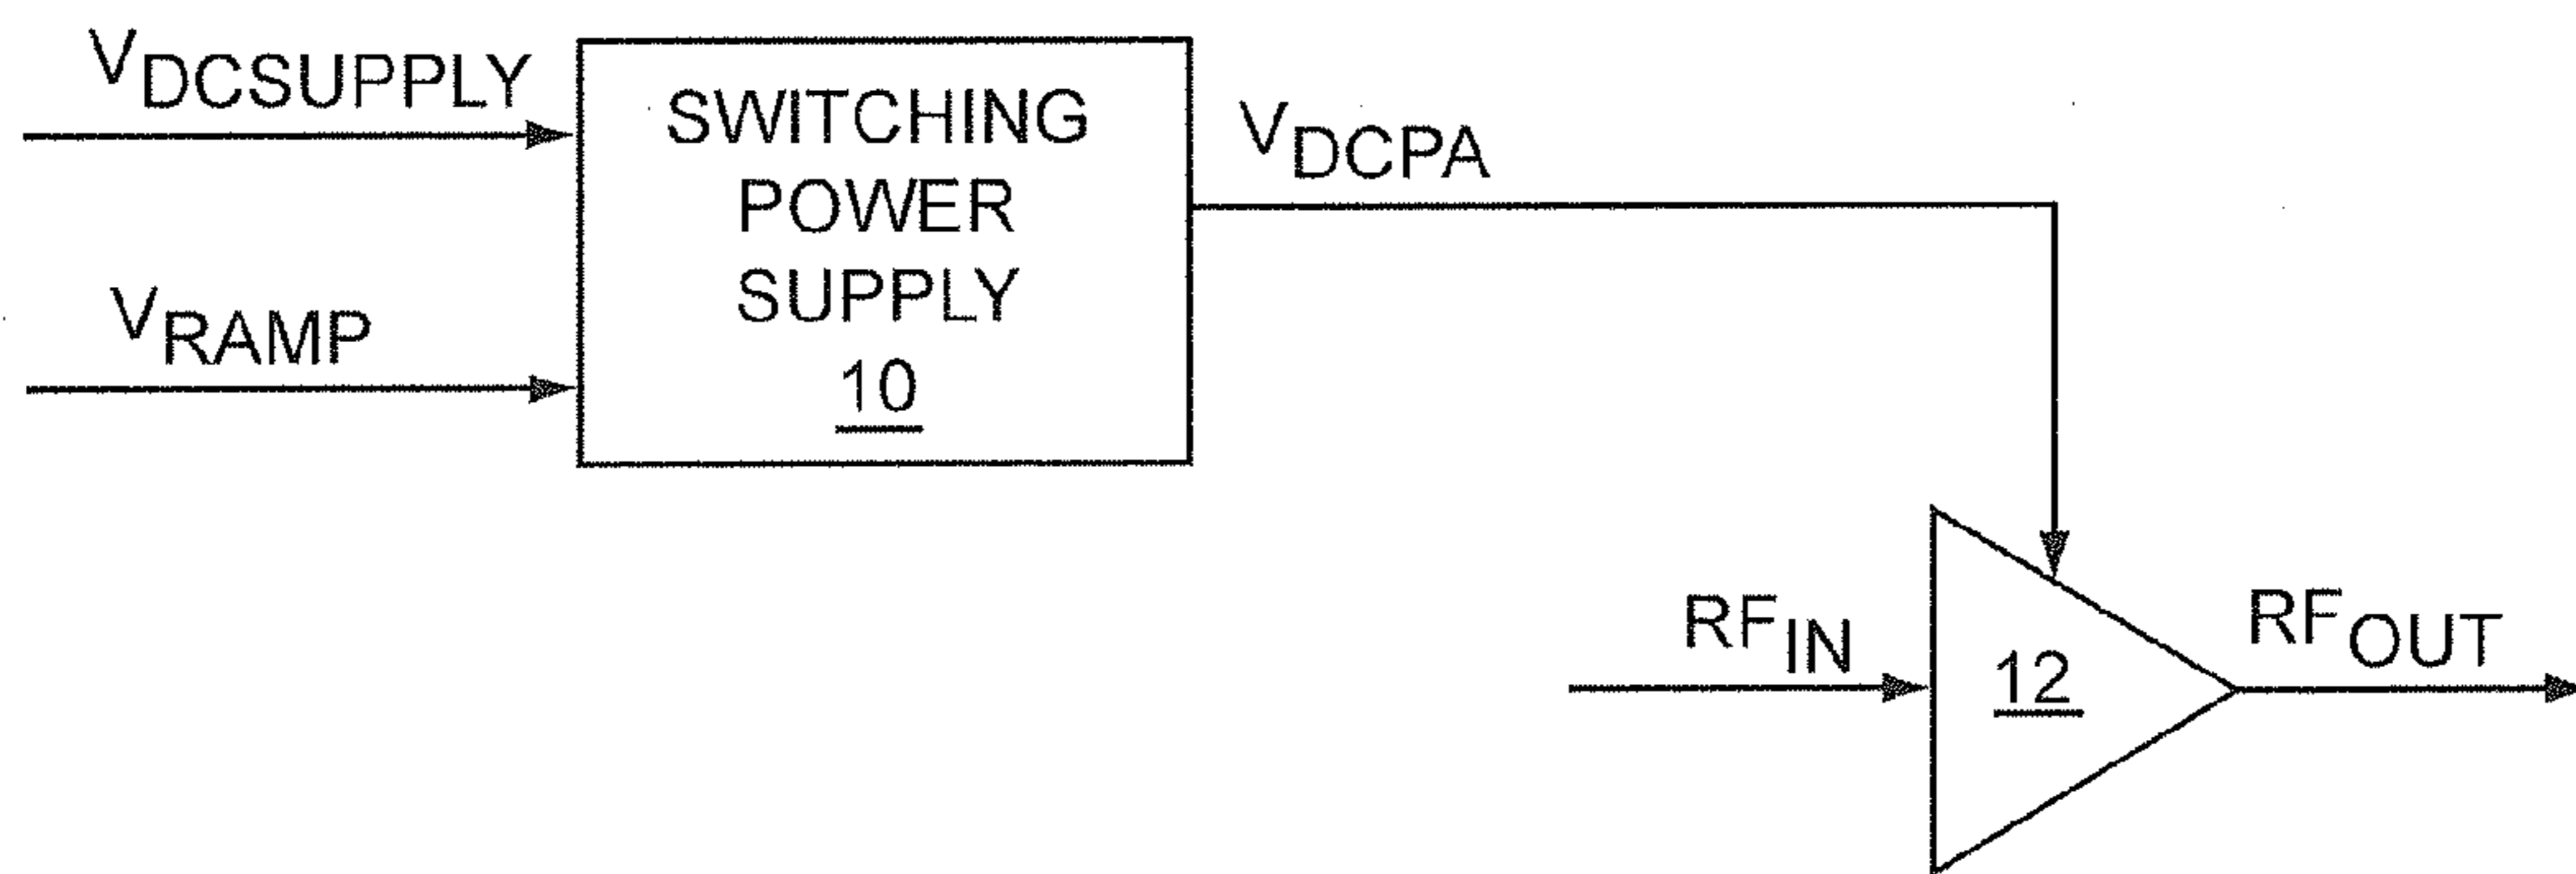 VDCSUPPLY
VRAMP
SWITCHING
POWER
SUPPLY
10
VDCPA
RFIN
12
RFOUT